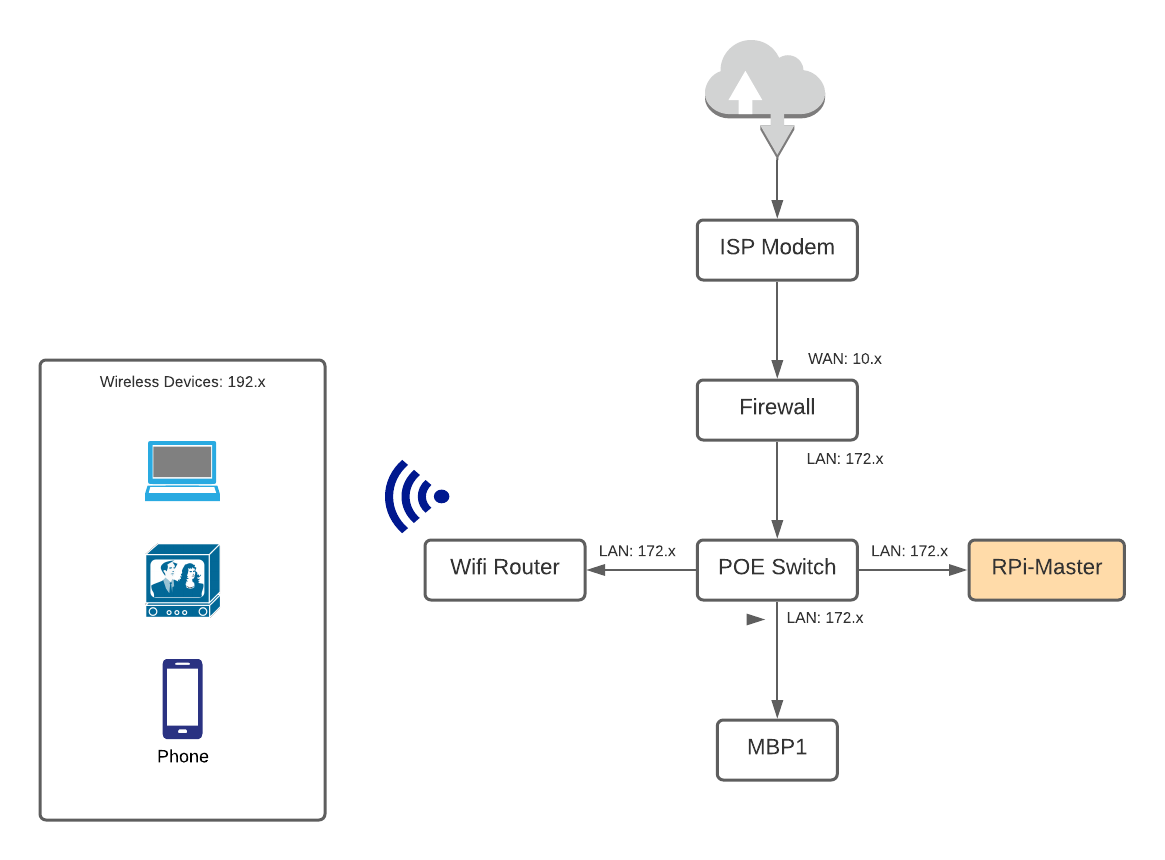 ISP Modem
WAN: 10.x
Wireless Devices: 192.x
Firewall
LAN: 172.x
Wifi Router
LAN: 172.x
POE Switch
LAN: 172.x
RPi-Master
LAN: 172.x
Phone
MBP1